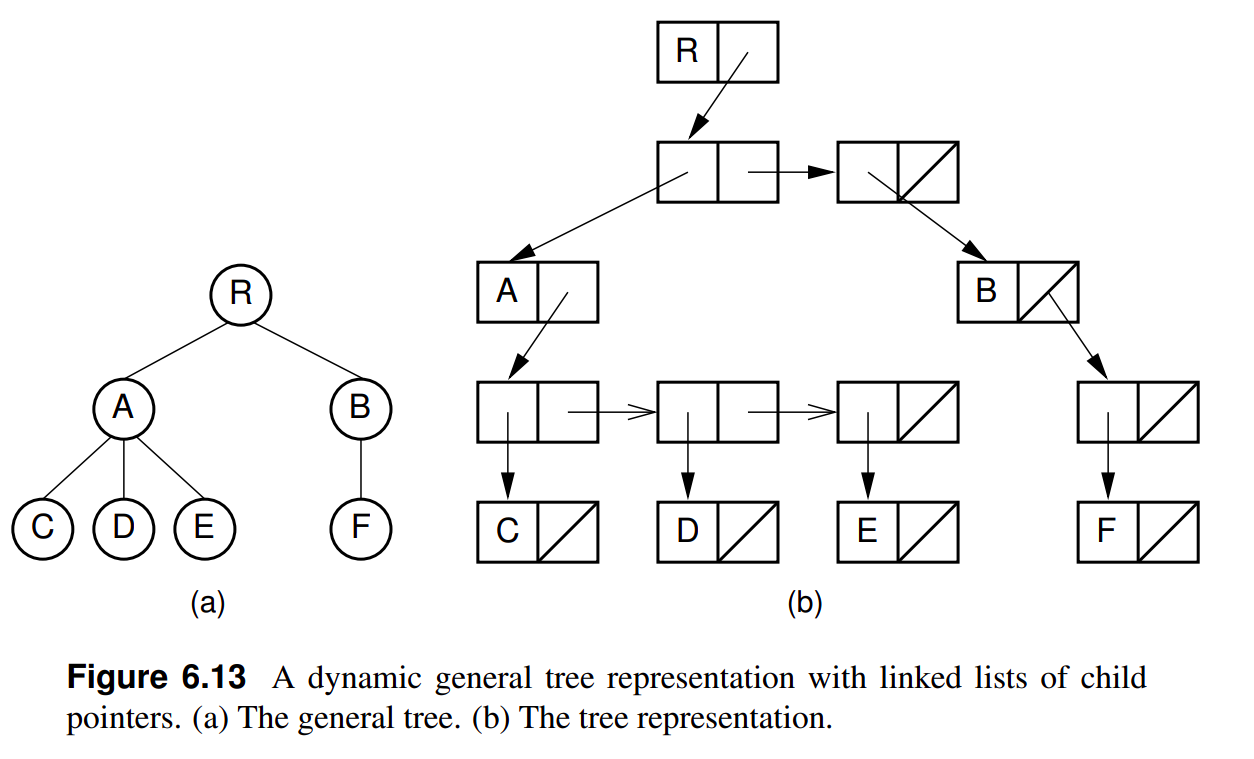 R
A B
C D E F
(a)
R
A B
C D E F
(b)
Figure 6.13 A dynamic general tree representation with linked lists of child
pointers. (a) The general tree. (b) The tree representation.